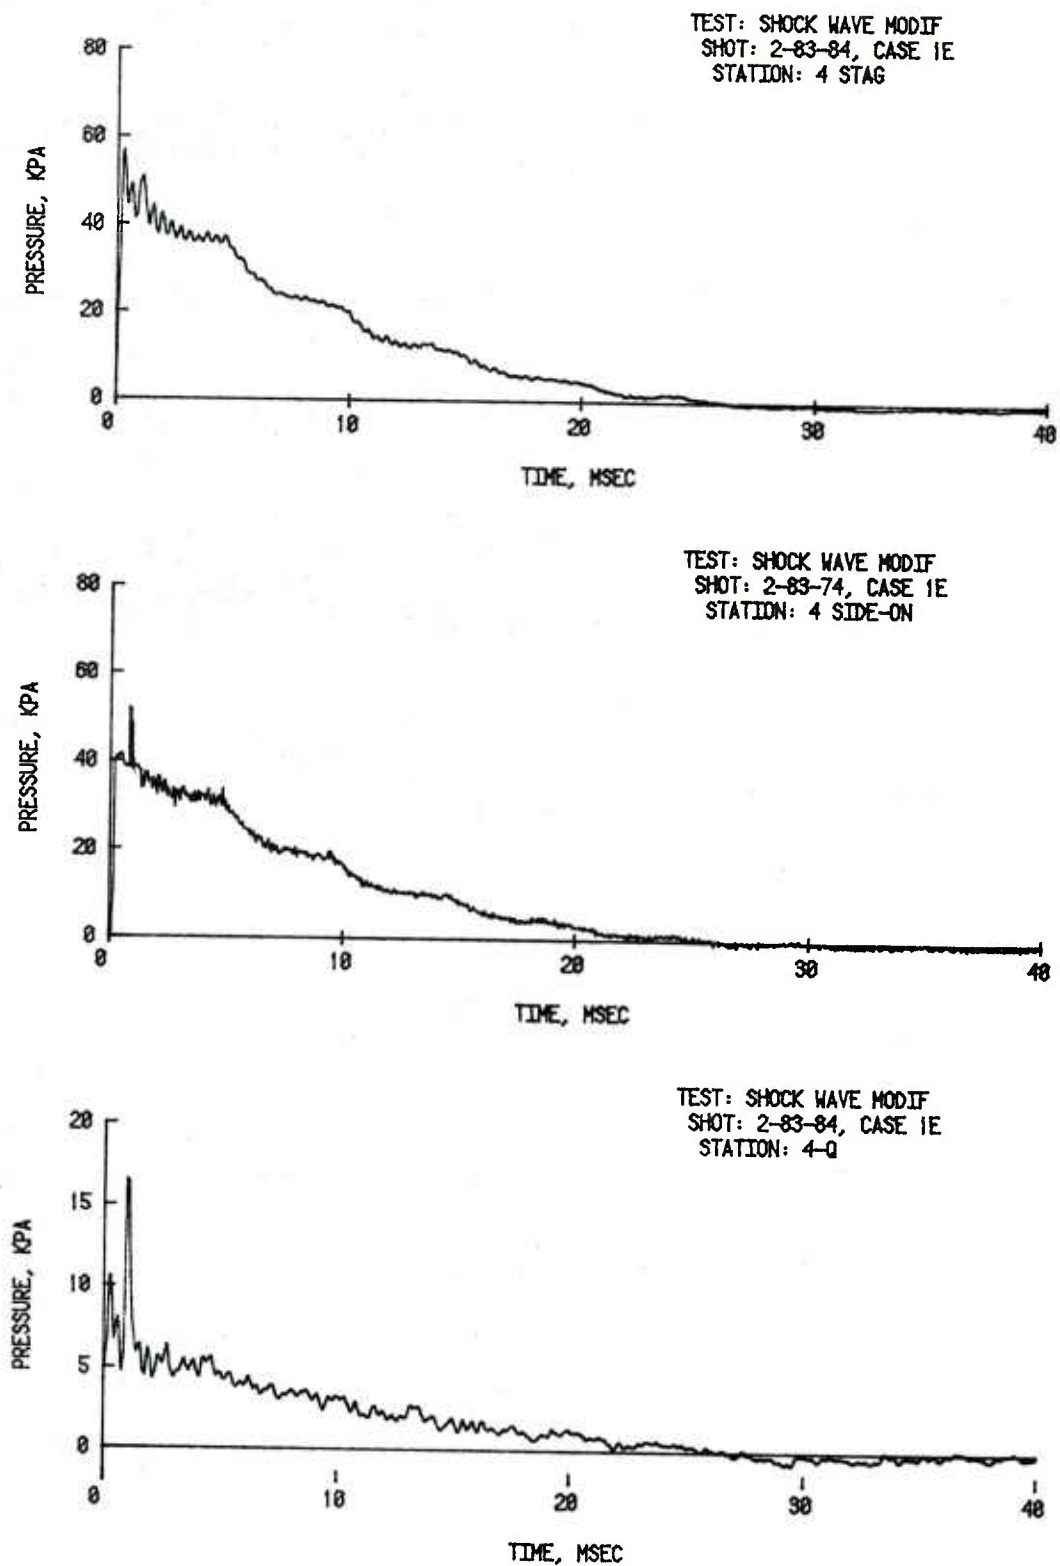 TEST: SHOCK WAVE MODIF
SHOT: 2-83-84, CASE 1E
STATION: 4 STAG
80
60
40
20
0
PRESSURE, KPA
0 10 20 30 40
TIME, MSEC
TEST: SHOCK WAVE MODIF
SHOT: 2-83-74, CASE 1E
STATION: 4 SIDE-ON
80
60
40
20
0
PRESSURE, KPA
0 10 20 30 40
TIME, MSEC
TEST: SHOCK WAVE MODIF
SHOT: 2-83-84, CASE 1E
STATION: 4-Q
20
15
10
5
0
PRESSURE, KPA
0 10 20 30 40
TIME, MSEC